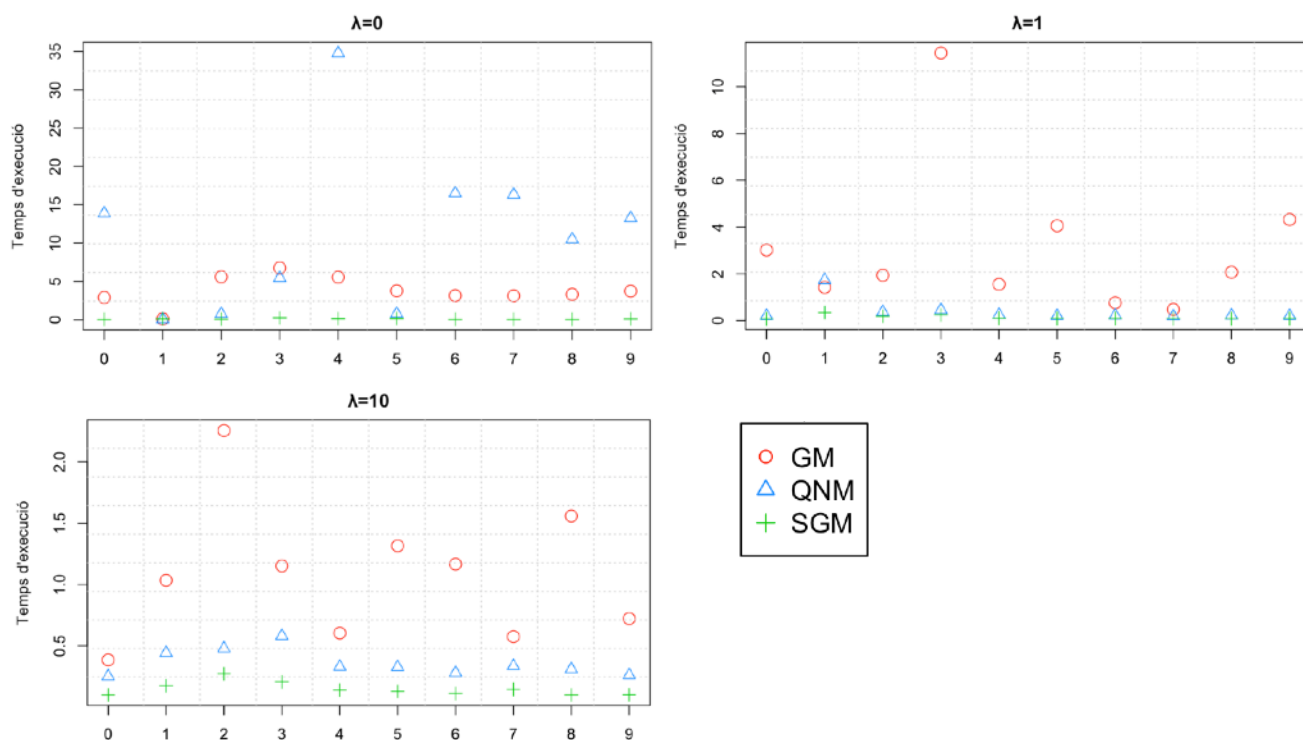 λ=0
Temps d'execució
35
30
25
20
15
10
5
0
0 1 2 3 4 5 6 7 8 9
λ=1
Temps d'execució
10
8
6
4
2
0
0 1 2 3 4 5 6 7 8 9
λ=10
Temps d'execució
2.0
1.5
1.0
0.5
0 1 2 3 4 5 6 7 8 9
GM
QNM
SGM